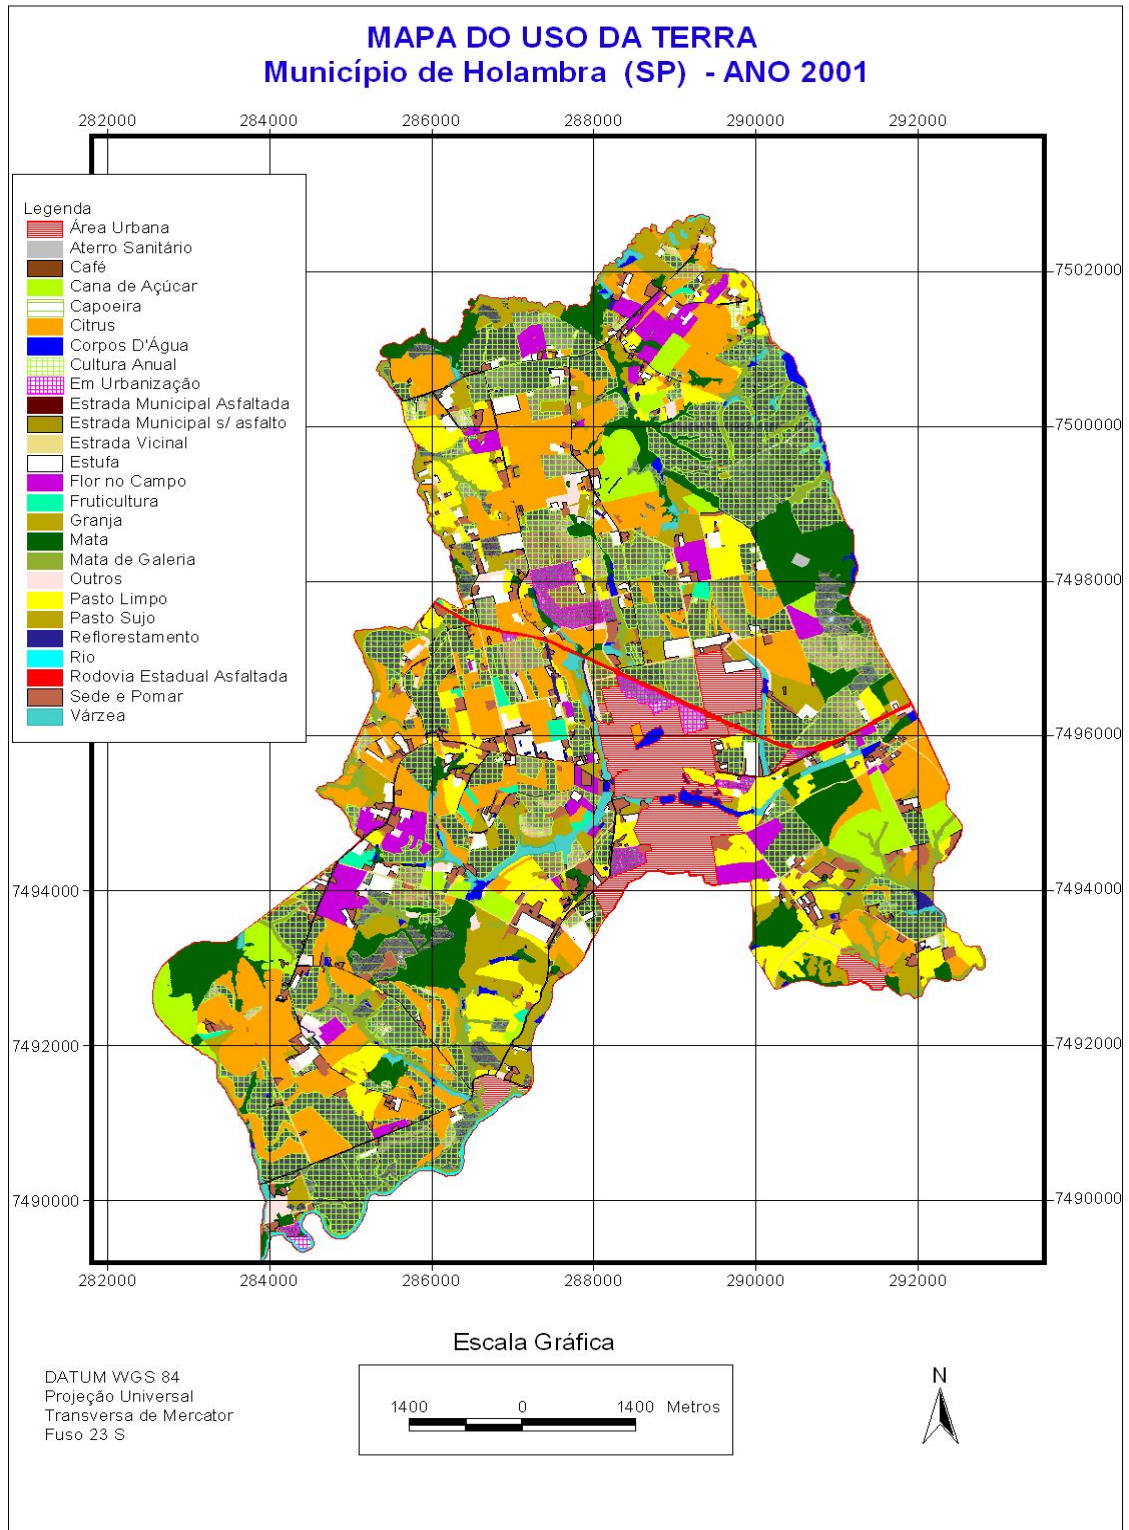 MAPA DO USO DA TERRA
Município de Holambra (SP) - ANO 2001
282000 284000 286000 288000 290000 292000
Legenda
Área Urbana
Aterro Sanitário
Café
Cana de Açúcar
Capoeira
Citrus
Corpos D'Água
Cultura Anual
Em Urbanização
Estrada Municipal Asfaltada
Estrada Municipal s/ asfalto
Estrada Vicinal
Estufa
Flor no Campo
Fruticultura
Granja
Mata
Mata de Galeria
Outros
Pasto Limpo
Pasto Sujo
Reflorestamento
Rio
Rodovia Estadual Asfaltada
Sede e Pomar
Várzea
7502000
7500000
7498000
7496000
7494000 7494000
7492000 7492000
7490000 7490000
282000 284000 286000 288000 290000 292000
Escala Gráfica
1400 0 1400 Metros
DATUM WGS 84
Projeção Universal
Transversa de Mercator
Fuso 23 S
N